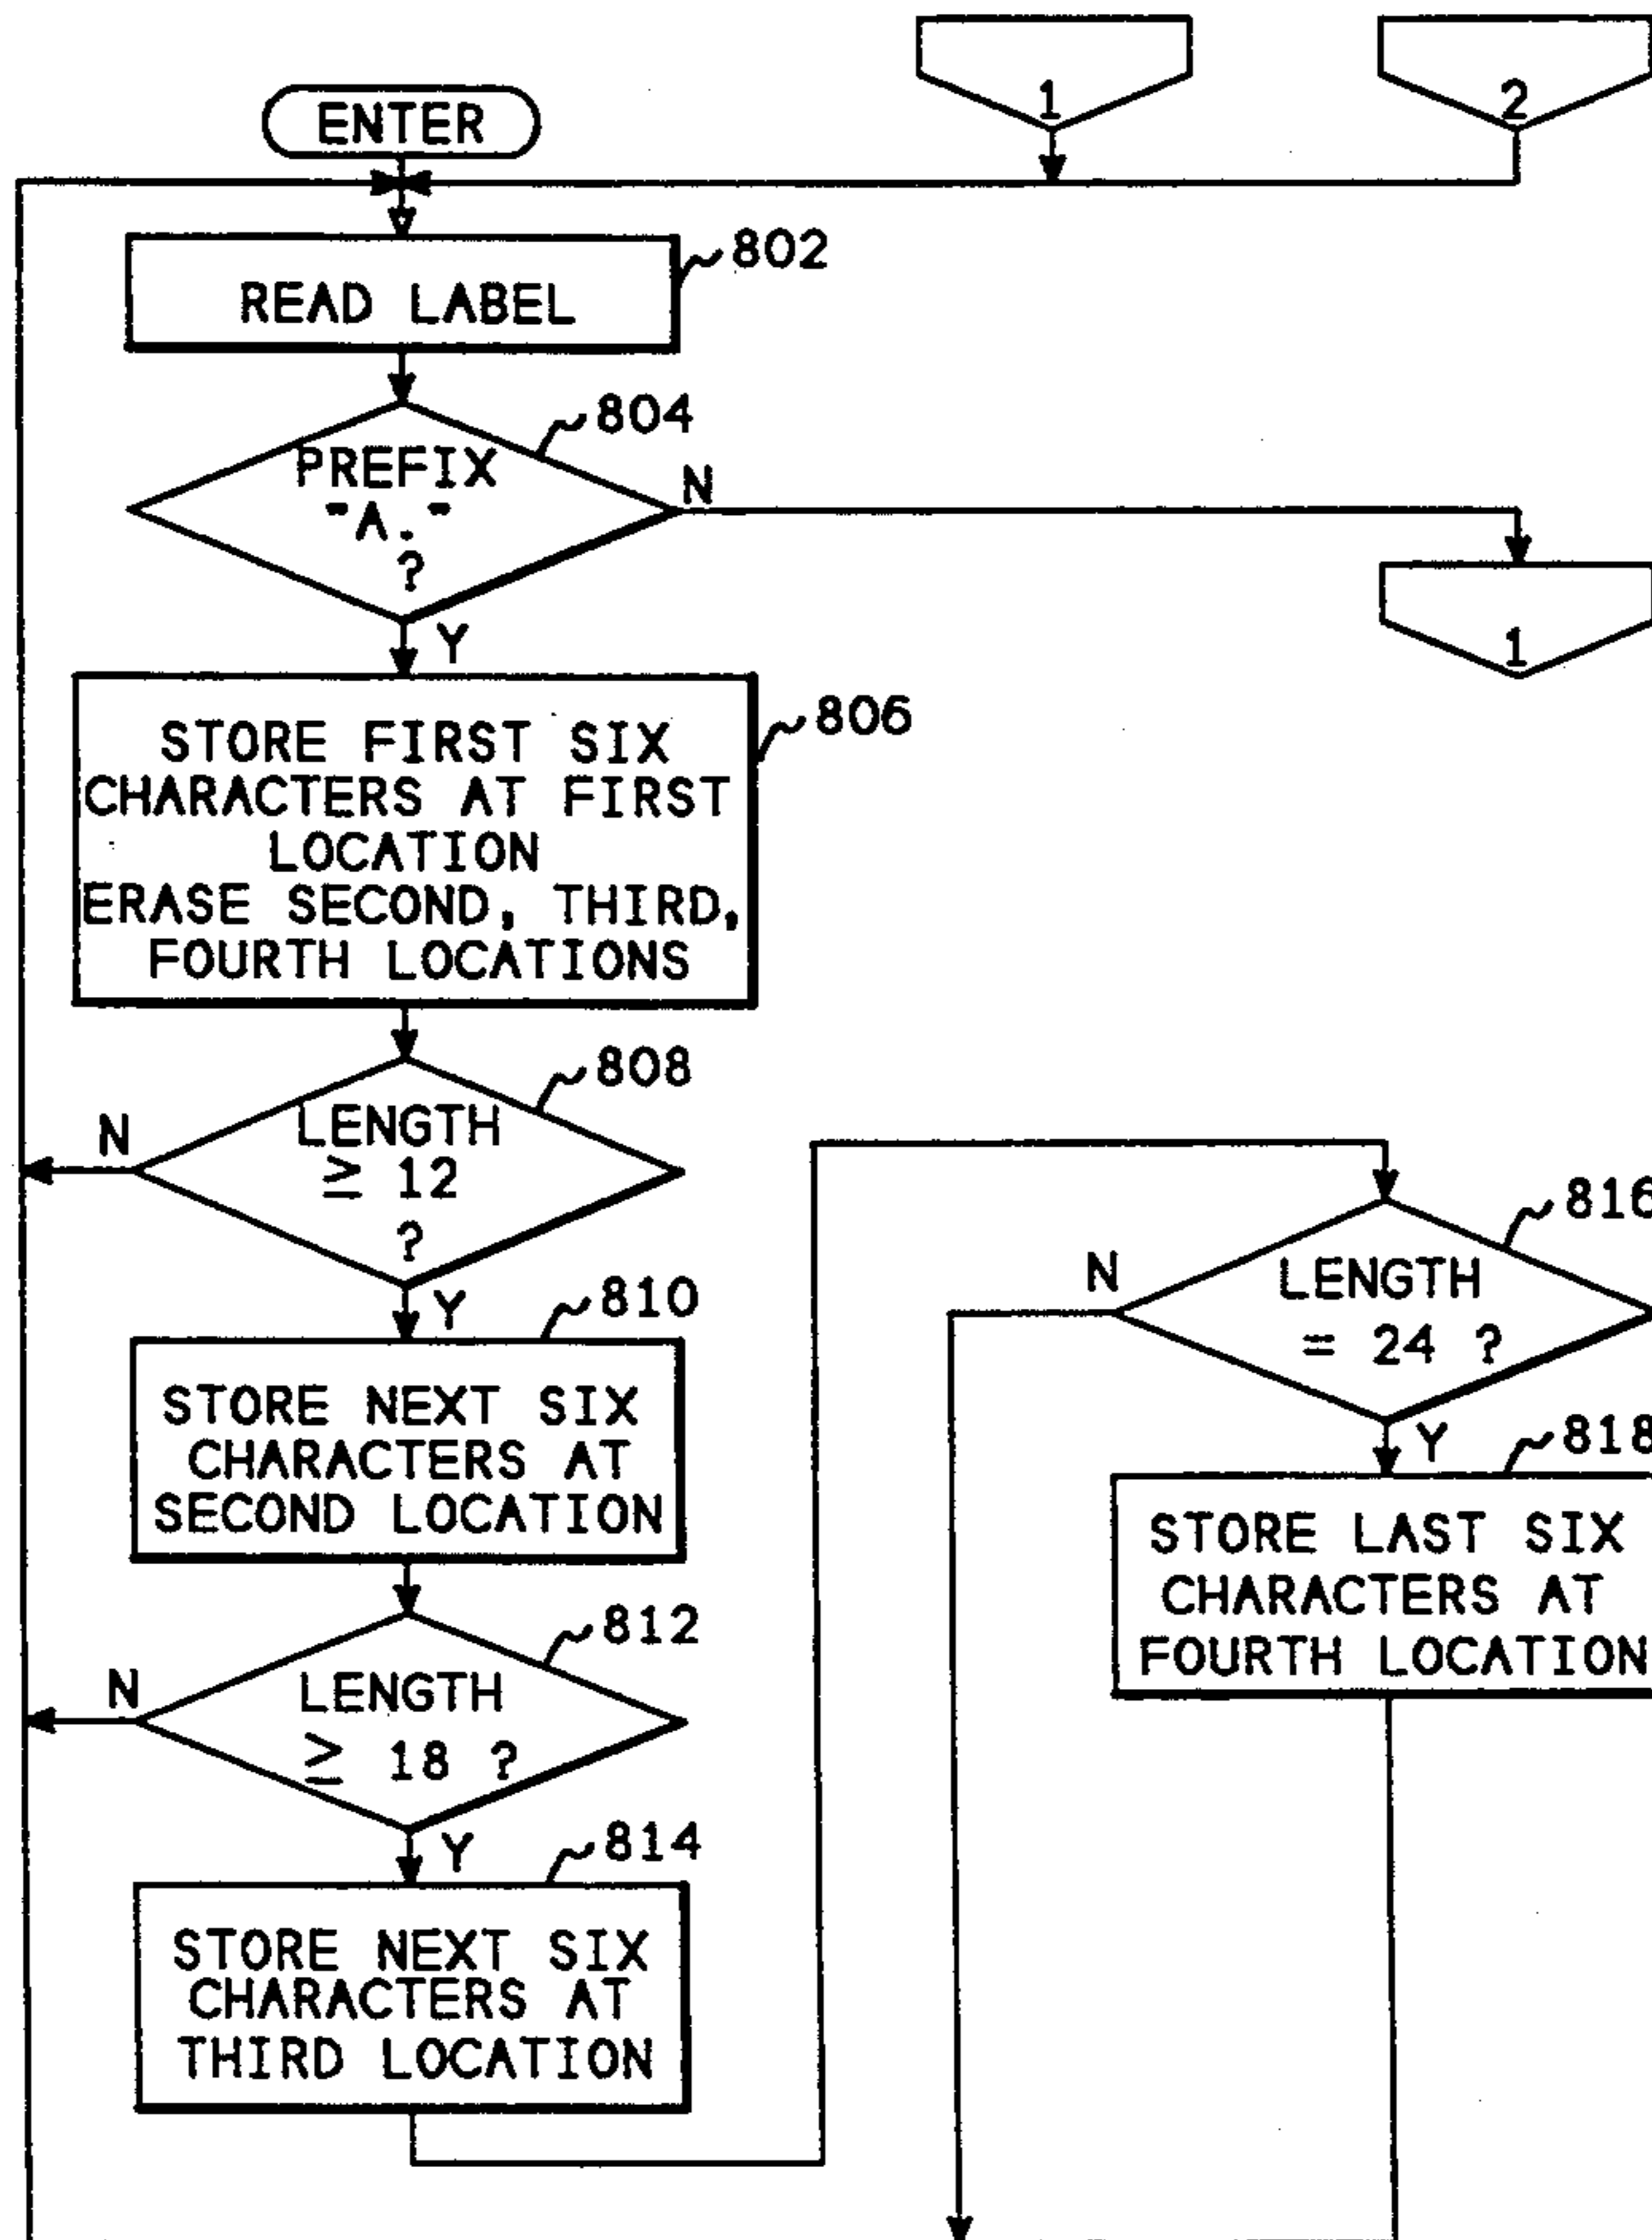 1
2
ENTER
802
READ LABEL
804
PREFIX
"A."
?
N
1
Y
806
STORE FIRST SIX
CHARACTERS AT FIRST
LOCATION
ERASE SECOND, THIRD,
FOURTH LOCATIONS
808
LENGTH
≥ 12
?
N
Y
810
STORE NEXT SIX
CHARACTERS AT
SECOND LOCATION
812
LENGTH
≥ 18 ?
N
Y
814
STORE NEXT SIX
CHARACTERS AT
THIRD LOCATION
816
LENGTH
= 24 ?
N
Y
818
STORE LAST SIX
CHARACTERS AT
FOURTH LOCATION